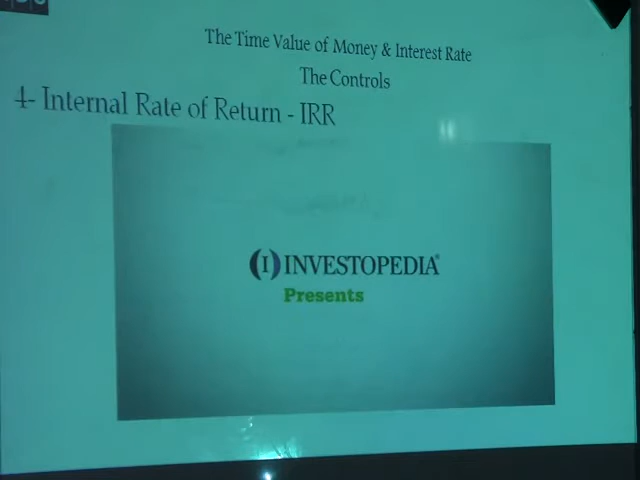 The Time Value of Money & Interest Rate
The Controls
4- Internal Rate of Return - IRR
(I) INVESTOPEDIA®
Presents